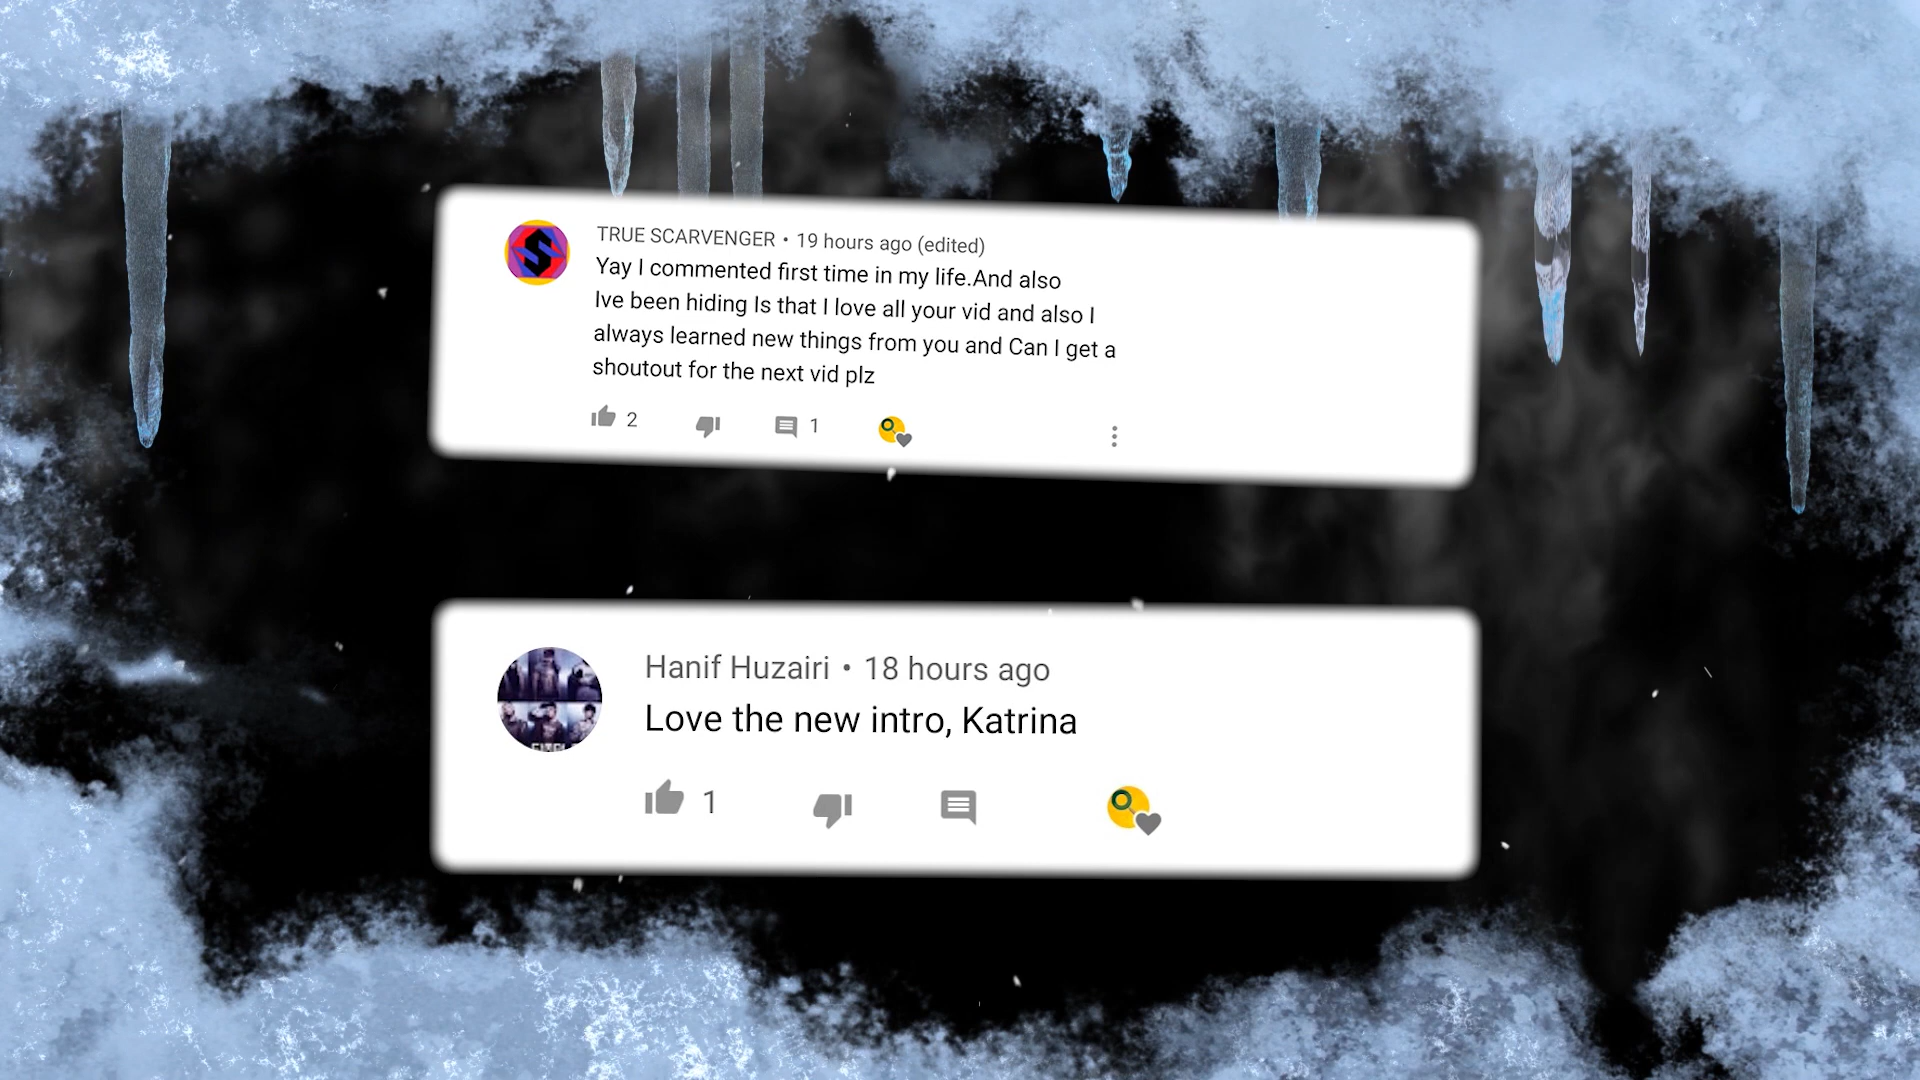 TRUE SCARVENGER • 19 hours ago (edited)
Yay I commented first time in my life.And also
Ive been hiding Is that I love all your vid and also I
always learned new things from you and Can I get a
shoutout for the next vid plz
2
1
Hanif Huzairi • 18 hours ago
Love the new intro, Katrina
1